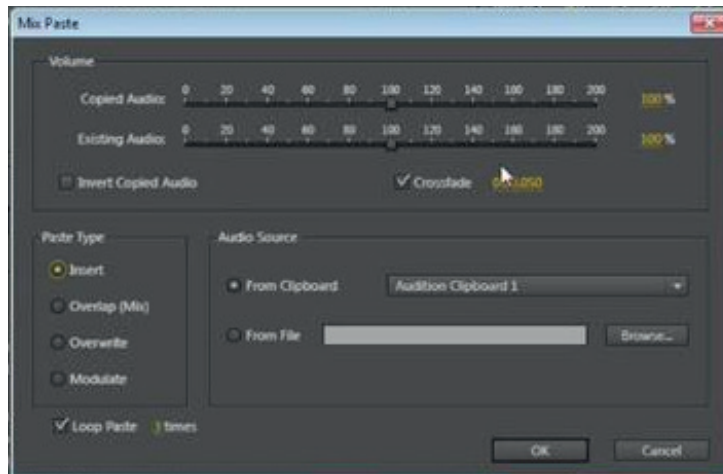 Mix Paste
Volume
0 20 40 60 80 100 120 140 160 180 200
Copied Audio: 100 %
0 20 40 60 80 100 120 140 160 180 200
Existing Audio: 100 %
Invert Copied Audio Crossfade
Paste Type Audio Source
Insert From Clipboard Audition Clipboard 1
Overlap (Mix)
Overwrite From File Browse...
Modulate
Loop Paste 3 times
OK Cancel